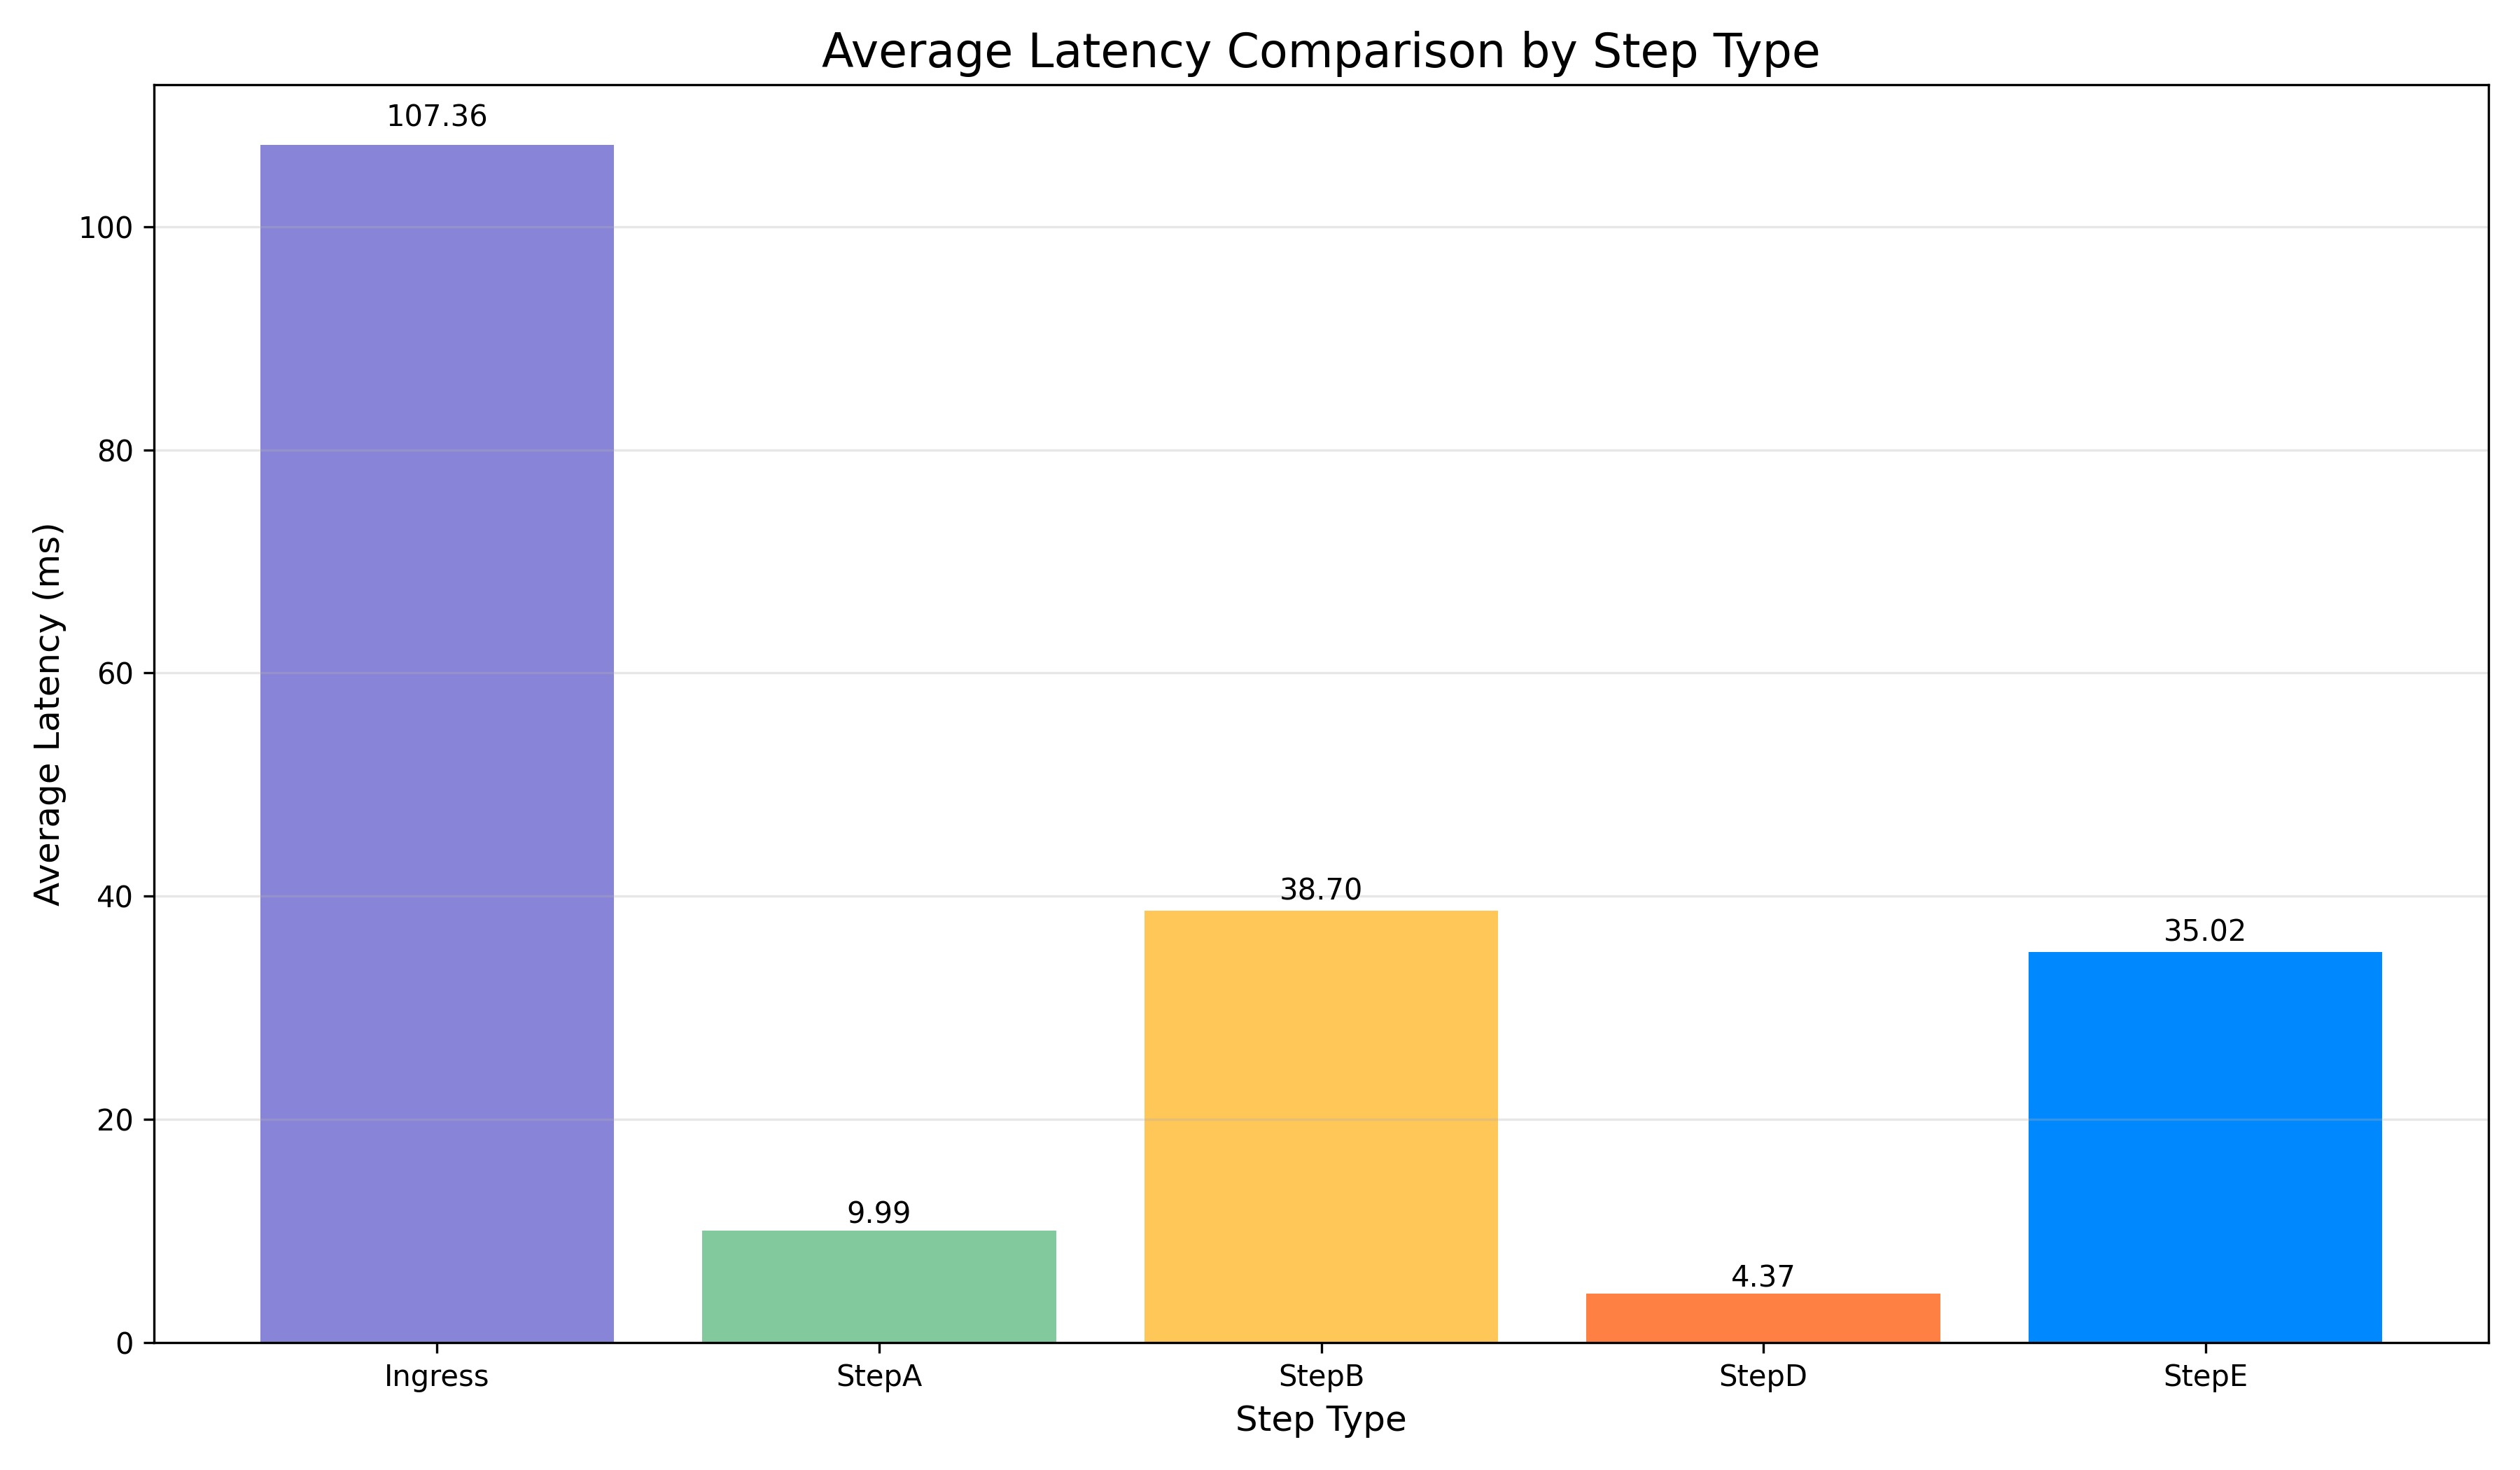 Average Latency Comparison by Step Type
107.36
100
80
60
40
20
0
Average Latency (ms)
9.99
38.70
4.37
35.02
Ingress
StepA
StepB
StepD
StepE
Step Type